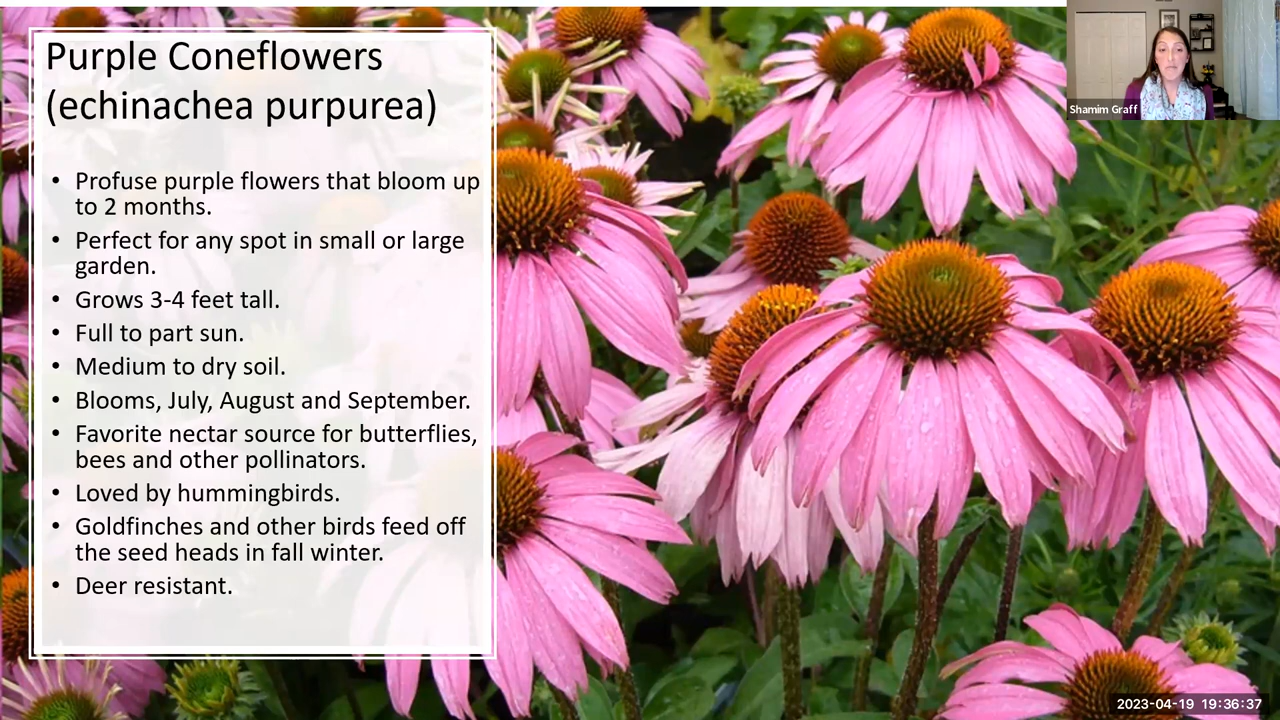 Purple Coneflowers
(echinachea purpurea)
• Profuse purple flowers that bloom up
to 2 months.
• Perfect for any spot in small or large
garden.
• Grows 3-4 feet tall.
• Full to part sun.
• Medium to dry soil.
• Blooms, July, August and September.
• Favorite nectar source for butterflies,
bees and other pollinators.
• Loved by hummingbirds.
• Goldfinches and other birds feed off
the seed heads in fall winter.
• Deer resistant.
Shamim Graff
2023-04-19 19:36:37